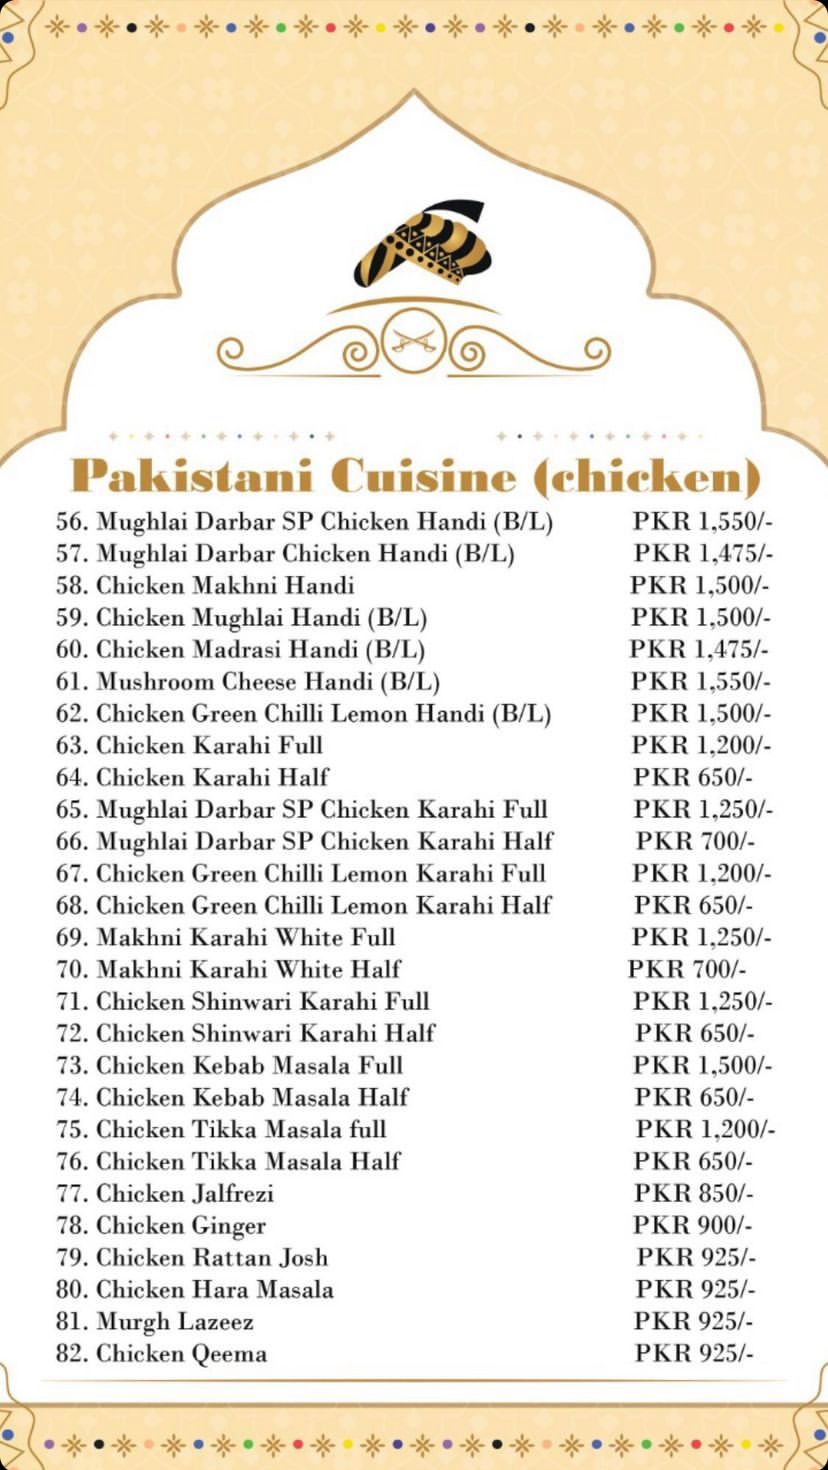 Pakistani Cuisine (chicken)
56. Mughlai Darbar SP Chicken Handi (B/L) PKR 1,550/-
57. Mughlai Darbar Chicken Handi (B/L) PKR 1,475/-
58. Chicken Makhni Handi PKR 1,500/-
59. Chicken Mughlai Handi (B/L) PKR 1,500/-
60. Chicken Madrasi Handi (B/L) PKR 1,475/-
61. Mushroom Cheese Handi (B/L) PKR 1,550/-
62. Chicken Green Chilli Lemon Handi (B/L) PKR 1,500/-
63. Chicken Karahi Full PKR 1,200/-
64. Chicken Karahi Half PKR 650/-
65. Mughlai Darbar SP Chicken Karahi Full PKR 1,250/-
66. Mughlai Darbar SP Chicken Karahi Half PKR 700/-
67. Chicken Green Chilli Lemon Karahi Full PKR 1,200/-
68. Chicken Green Chilli Lemon Karahi Half PKR 650/-
69. Makhni Karahi White Full PKR 1,250/-
70. Makhni Karahi White Half PKR 700/-
71. Chicken Shinwari Karahi Full PKR 1,250/-
72. Chicken Shinwari Karahi Half PKR 650/-
73. Chicken Kebab Masala Full PKR 1,500/-
74. Chicken Kebab Masala Half PKR 650/-
75. Chicken Tikka Masala full PKR 1,200/-
76. Chicken Tikka Masala Half PKR 650/-
77. Chicken Jalfrezi PKR 850/-
78. Chicken Ginger PKR 900/-
79. Chicken Rattan Josh PKR 925/-
80. Chicken Hara Masala PKR 925/-
81. Murgh Lazeez PKR 925/-
82. Chicken Qeema PKR 925/-